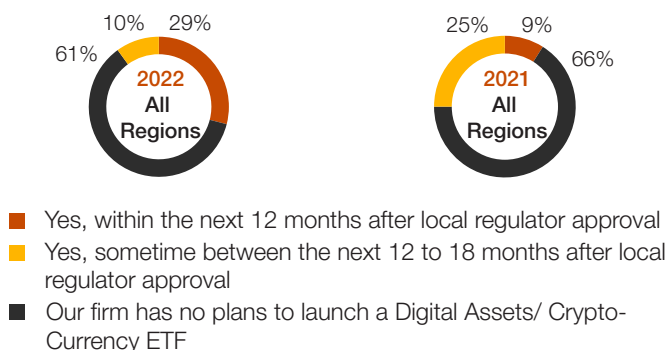 10% 29%
61%
2022
All
Regions
25% 9%
66%
2021
All
Regions
Yes, within the next 12 months after local regulator approval
Yes, sometime between the next 12 to 18 months after local
regulator approval
Our firm has no plans to launch a Digital Assets/ Crypto-
Currency ETF